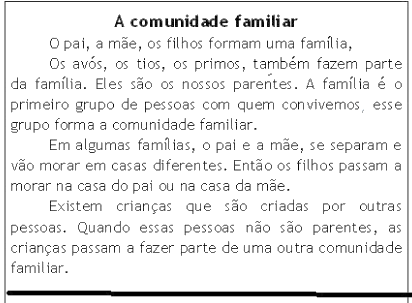 A comunidade familiar
O pai, a mãe, os filhos formam uma família,
Os avós, os tios, os primos, também fazem parte
da família. Eles são os nossos parentes. A família é o
primeiro grupo de pessoas com quem convivemos, esse
grupo forma a comunidade familiar.
Em algumas famílias, o pai e a mãe, se separam e
vão morar em casas diferentes. Então os filhos passam a
morar na casa do pai ou na casa da mãe.
Existem crianças que são criadas por outras
pessoas. Quando essas pessoas não são parentes, as
crianças passam a fazer parte de uma outra comunidade
familiar.